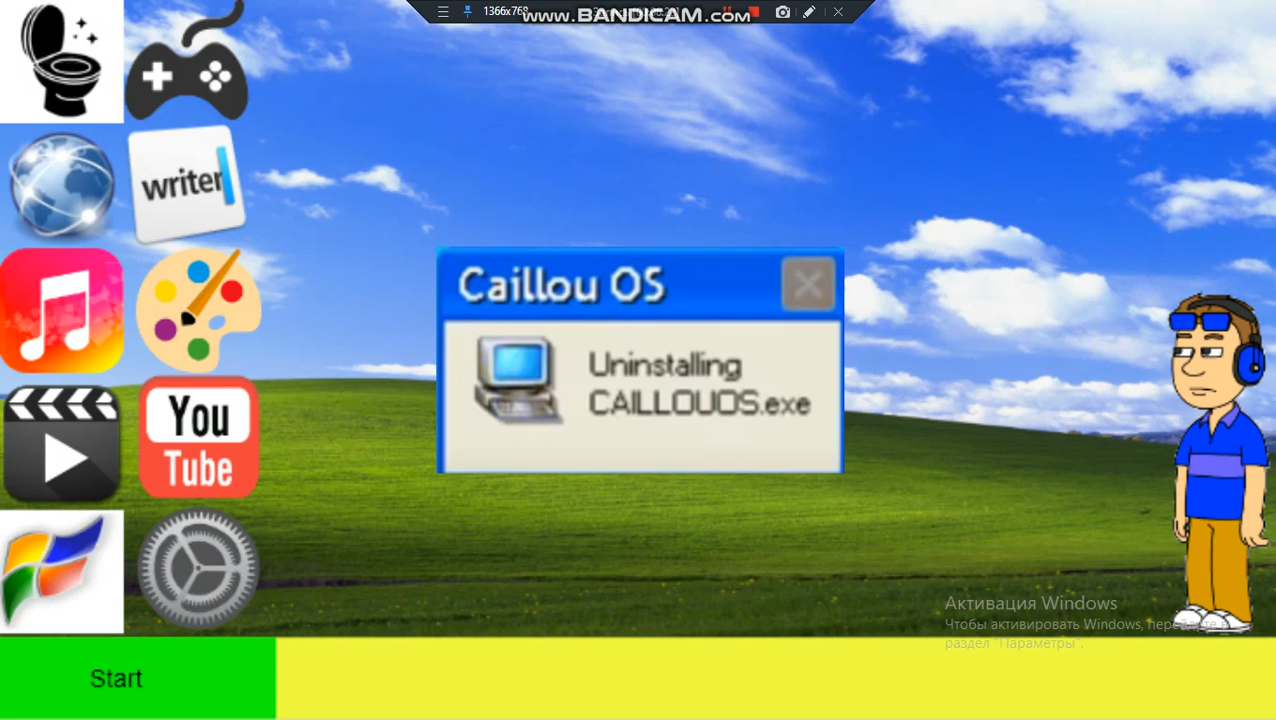 1366x768
www.BANDICAM.com
writer
Caillou OS
Uninstalling
CAILLOUOS.exe
You
Tube
Активация Windows
Чтобы активировать Windows, перейдите в
раздел "Параметры".
Start